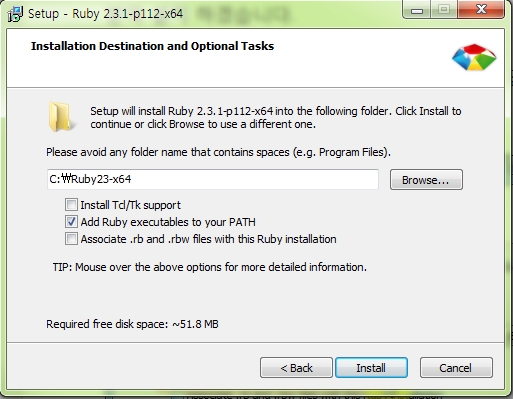 Setup - Ruby 2.3.1-p112-x64
Installation Destination and Optional Tasks
Setup will install Ruby 2.3.1-p112-x64 into the following folder. Click Install to
continue or click Browse to use a different one.
Please avoid any folder name that contains spaces (e.g. Program Files).
C:₩Ruby23-x64
Browse...
Install Tcl/Tk support
Add Ruby executables to your PATH
Associate .rb and .rbw files with this Ruby installation
TIP: Mouse over the above options for more detailed information.
Required free disk space: ~51.8 MB
< Back
Install
Cancel